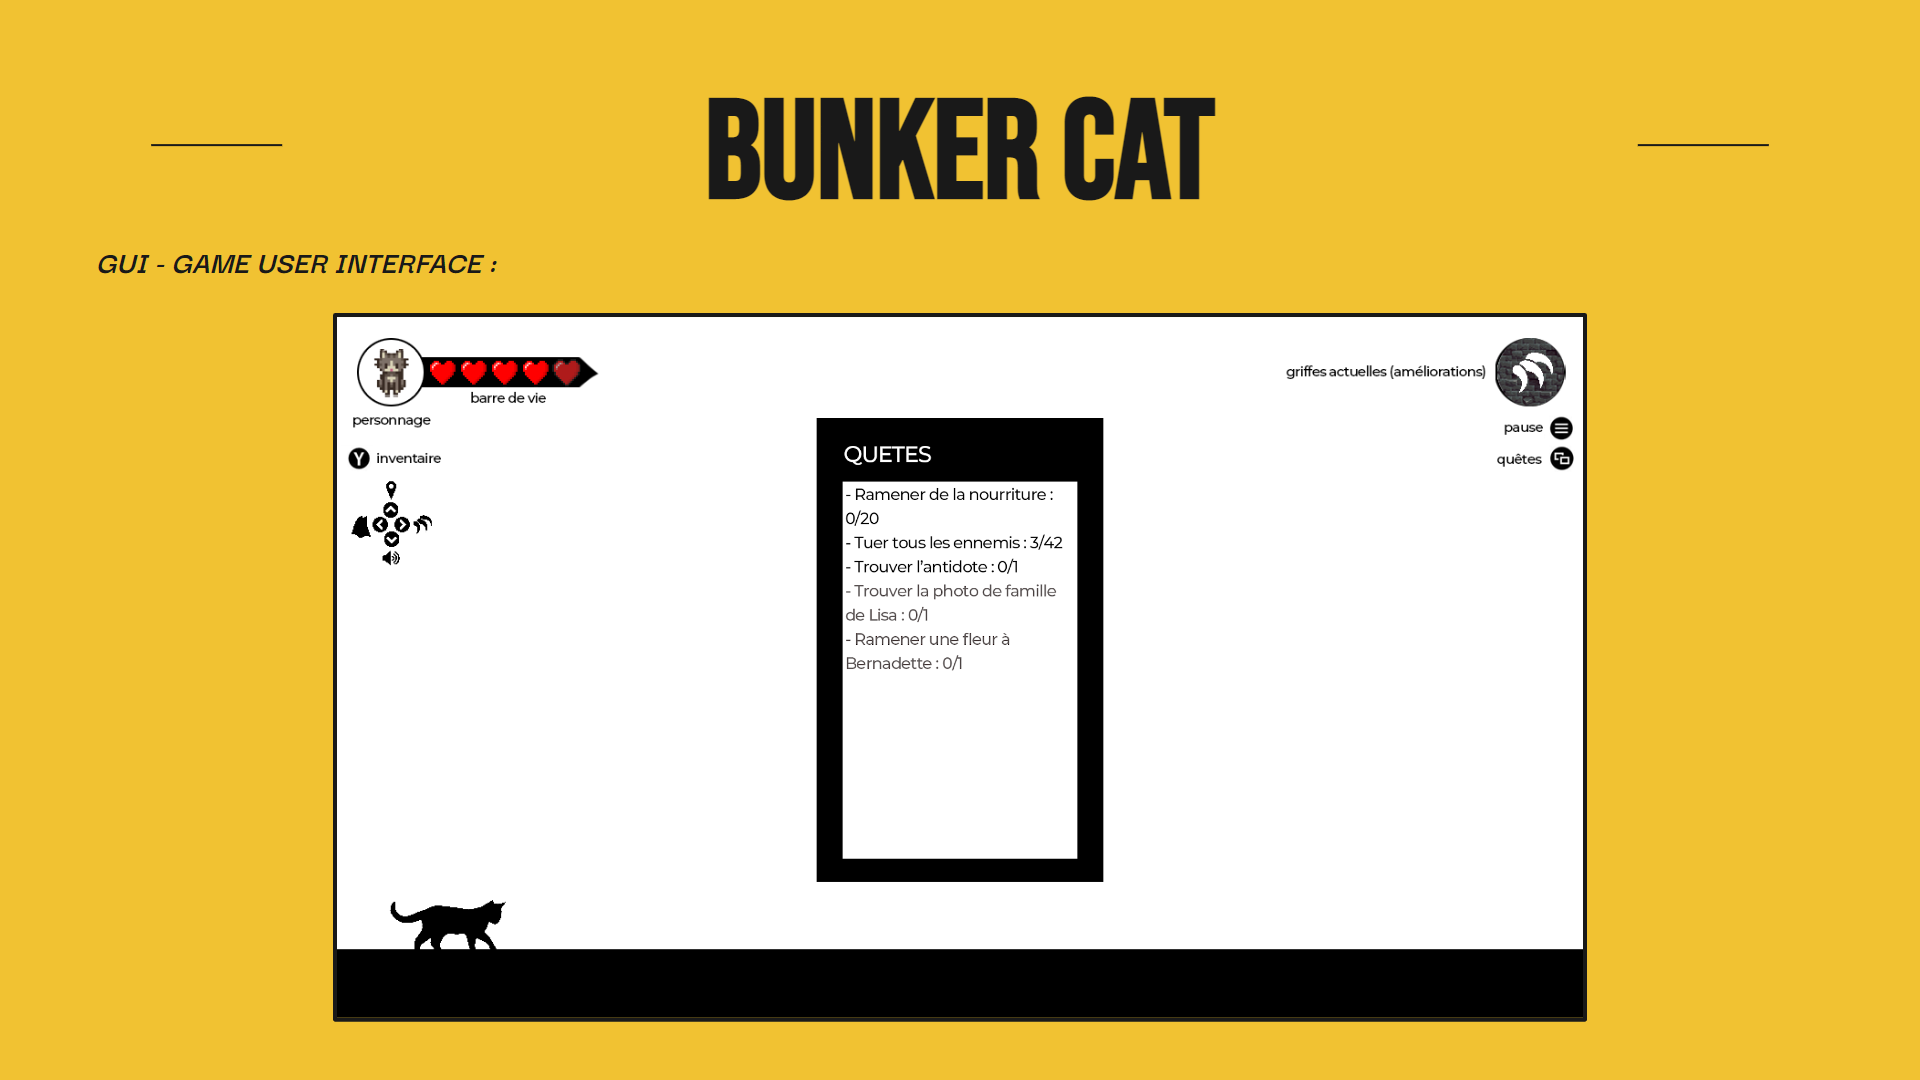 BUNKER CAT
GUI - GAME USER INTERFACE :
barre de vie
personnage
Y inventaire
griffes actuelles (améliorations)
pause
quêtes
QUETES
- Ramener de la nourriture :
0/20
- Tuer tous les ennemis : 3/42
- Trouver l'antidote : 0/1
- Trouver la photo de famille
de Lisa : 0/1
- Ramener une fleur à
Bernadette : 0/1